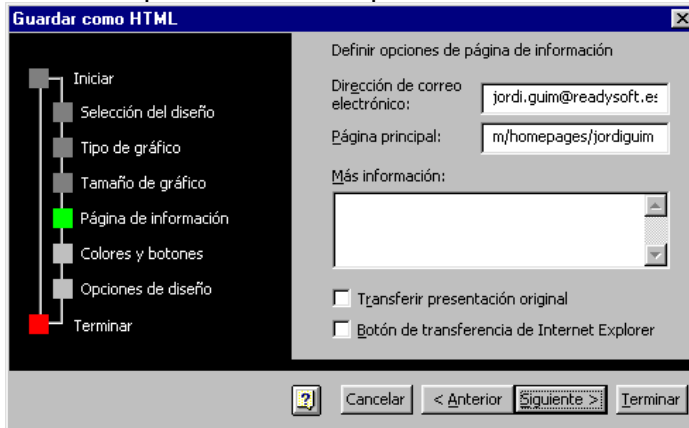 Guardar como HTML
Iniciar
Selección del diseño
Tipo de gráfico
Tamaño de gráfico
Página de información
Colores y botones
Opciones de diseño
Terminar
Definir opciones de página de información
Dirección de correo
electrónico:
jordi.guim@readysoft.es
Página principal:
m/homepages/jordiguim
Más información:
Transferir presentación original
Botón de transferencia de Internet Explorer
Cancelar
< Anterior
Siguiente >
Terminar